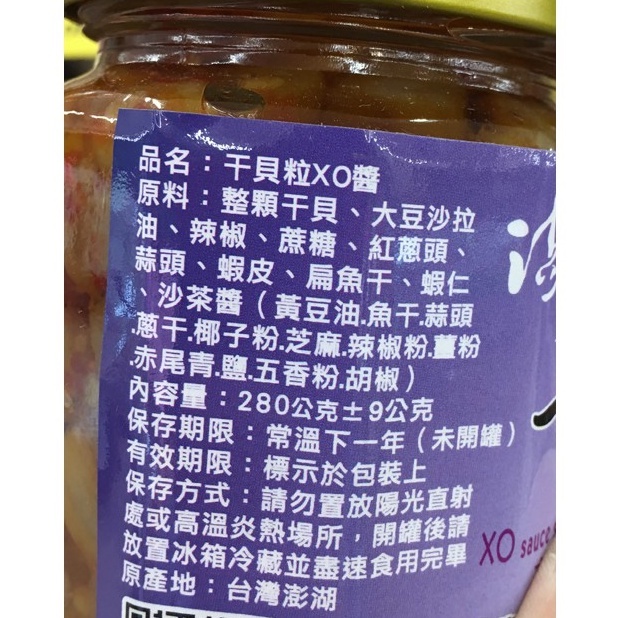 品名：干貝粒XO醬
原料：整顆干貝、大豆沙拉
油、辣椒、蔗糖、紅蔥頭、
蒜頭、蝦皮、扁魚干、蝦仁
、沙茶醬（黃豆油.魚干.蒜頭
.蔥干.椰子粉.芝麻.辣椒粉.薑粉
.赤尾青.鹽.五香粉.胡椒）
內容量：280公克±9公克
保存期限：常溫下一年（未開罐）
有效期限：標示於包裝上
保存方式：請勿置放陽光直射
處或高溫炎熱場所，開罐後請
放置冰箱冷藏並盡速食用完畢
原產地：台灣澎湖
XO sauce